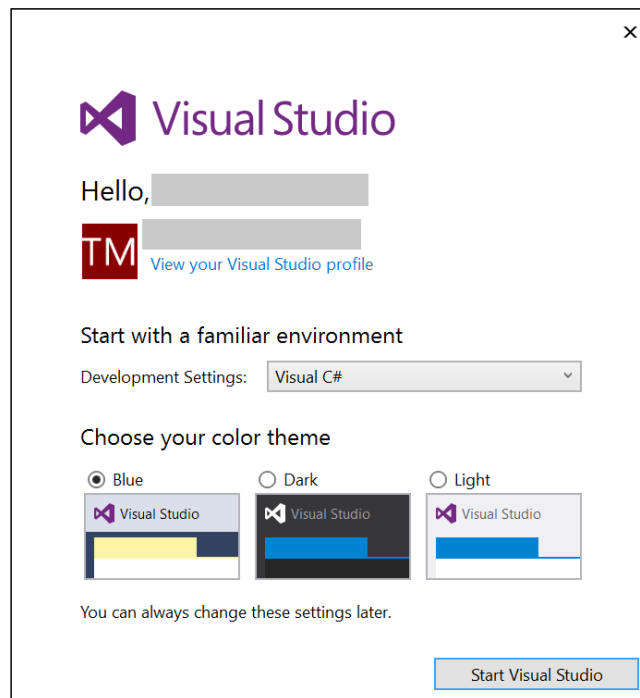 Visual Studio
Hello,
TM
View your Visual Studio profile
Start with a familiar environment
Development Settings: Visual C#
Choose your color theme
Blue Dark Light
Visual Studio Visual Studio Visual Studio
You can always change these settings later.
Start Visual Studio